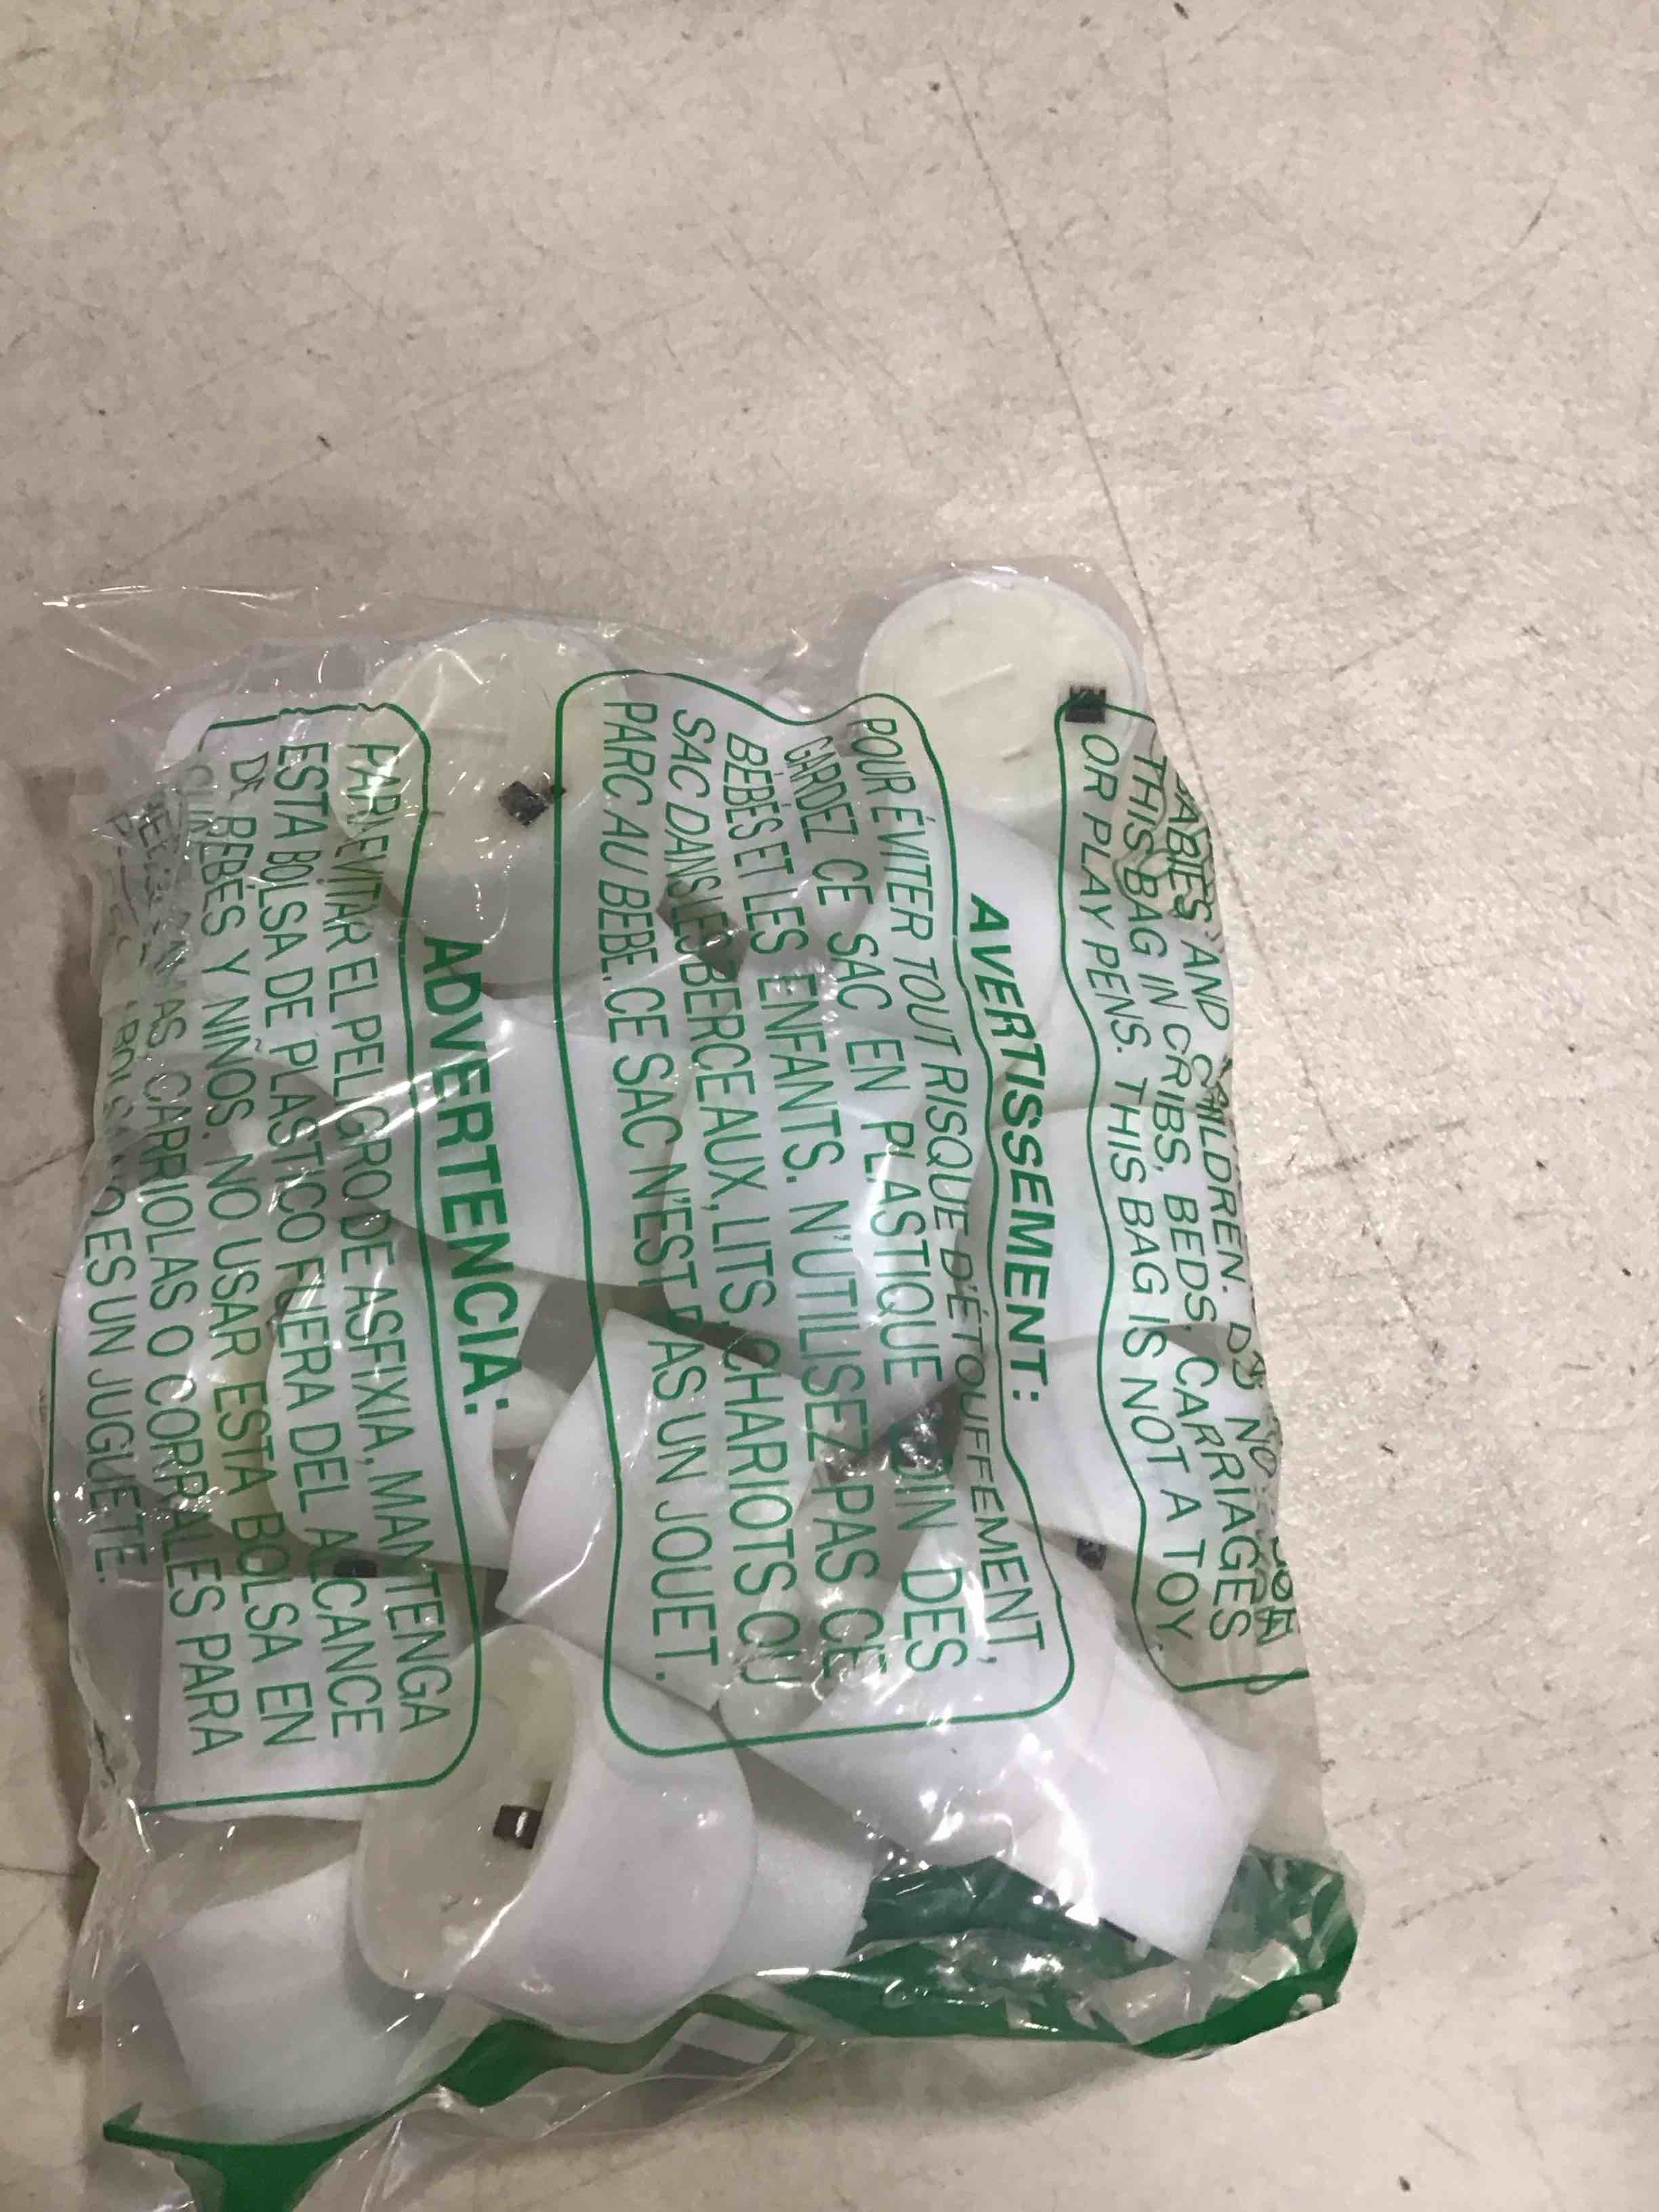 BABIES AND CHILDREN. DO NOT
THIS BAG IN CRIBS, BEDS, CARRIAGES
OR PLAY PENS. THIS BAG IS NOT A TOY.
AVERTISSEMENT:
POUR ÉVITER TOUT RISQUE D'ÉTOUFFEMENT,
GARDEZ CE SAC EN PLASTIQUE LOIN DES
BÉBÉS ET LES ENFANTS. N'UTILISEZ PAS CE
SAC DANS LES BERCEAUX, LITS, CHARIOTS OU
PARC AU BEBE. CE SAC N'EST PAS UN JOUET.
ADVERTENCIA:
PARA EVITAR EL PELIGRO DE ASFIXIA, MANTENGA
ESTA BOLSA DE PLASTICO FUERA DEL ALCANCE
DE BEBÉS Y NIÑOS. NO USAR ESTA BOLSA EN
CUNAS, CAMAS, CARRIOLAS O CORRALES PARA
BOLSA NO ES UN JUGUETE.